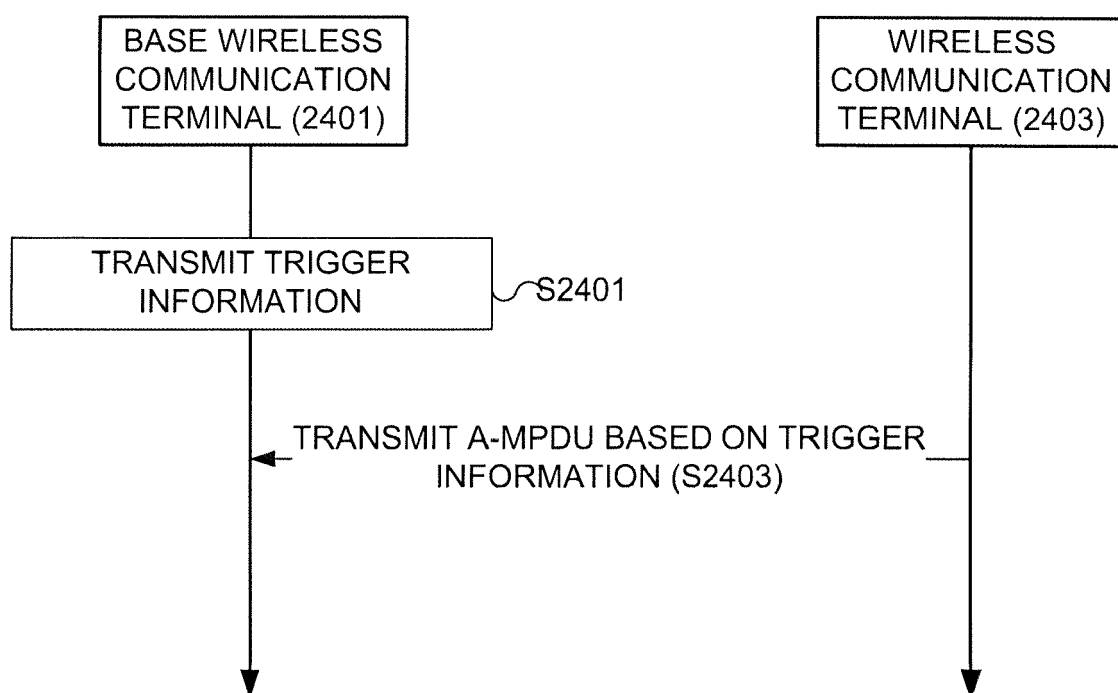 BASE WIRELESS
COMMUNICATION
TERMINAL (2401)
WIRELESS
COMMUNICATION
TERMINAL (2403)
TRANSMIT TRIGGER
INFORMATION
S2401
TRANSMIT A-MPDU BASED ON TRIGGER
INFORMATION (S2403)